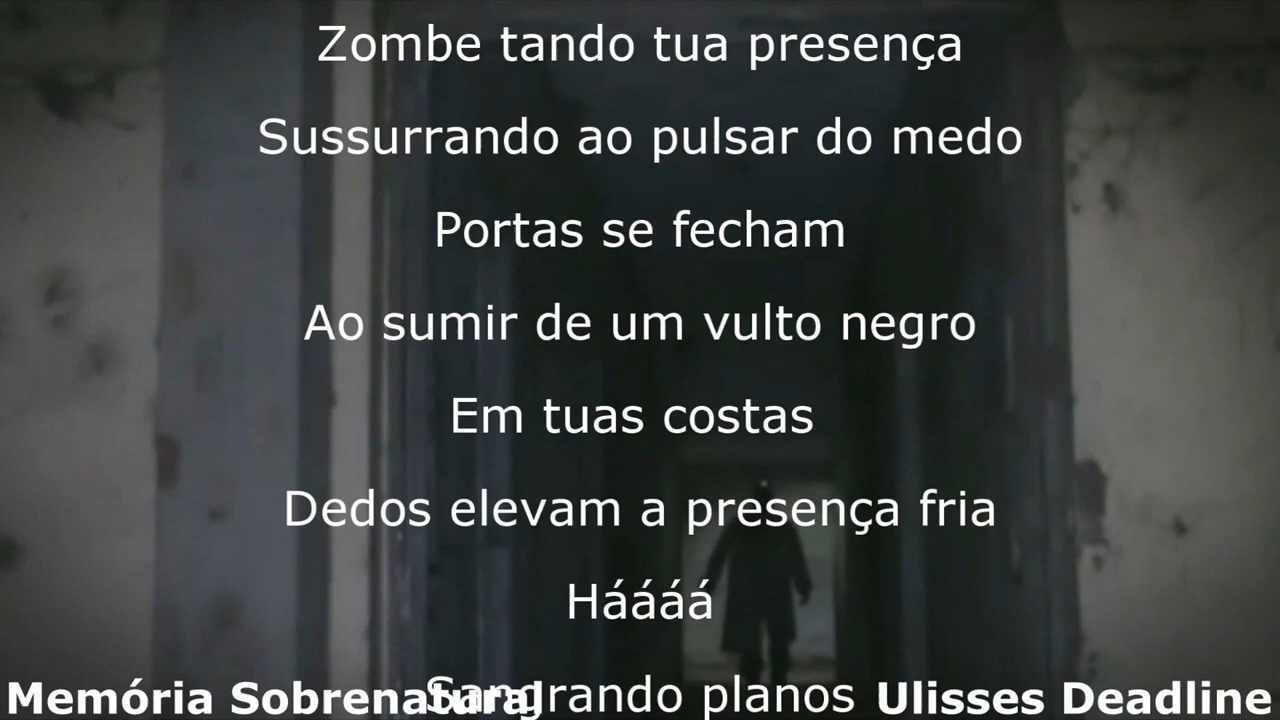 Zombe tando tua presença
Sussurrando ao pulsar do medo
Portas se fecham
Ao sumir de um vulto negro
Em tuas costas
Dedos elevam a presença fria
Háááá
Sangrando planos
Memória Sobrenatural
Ulisses Deadline